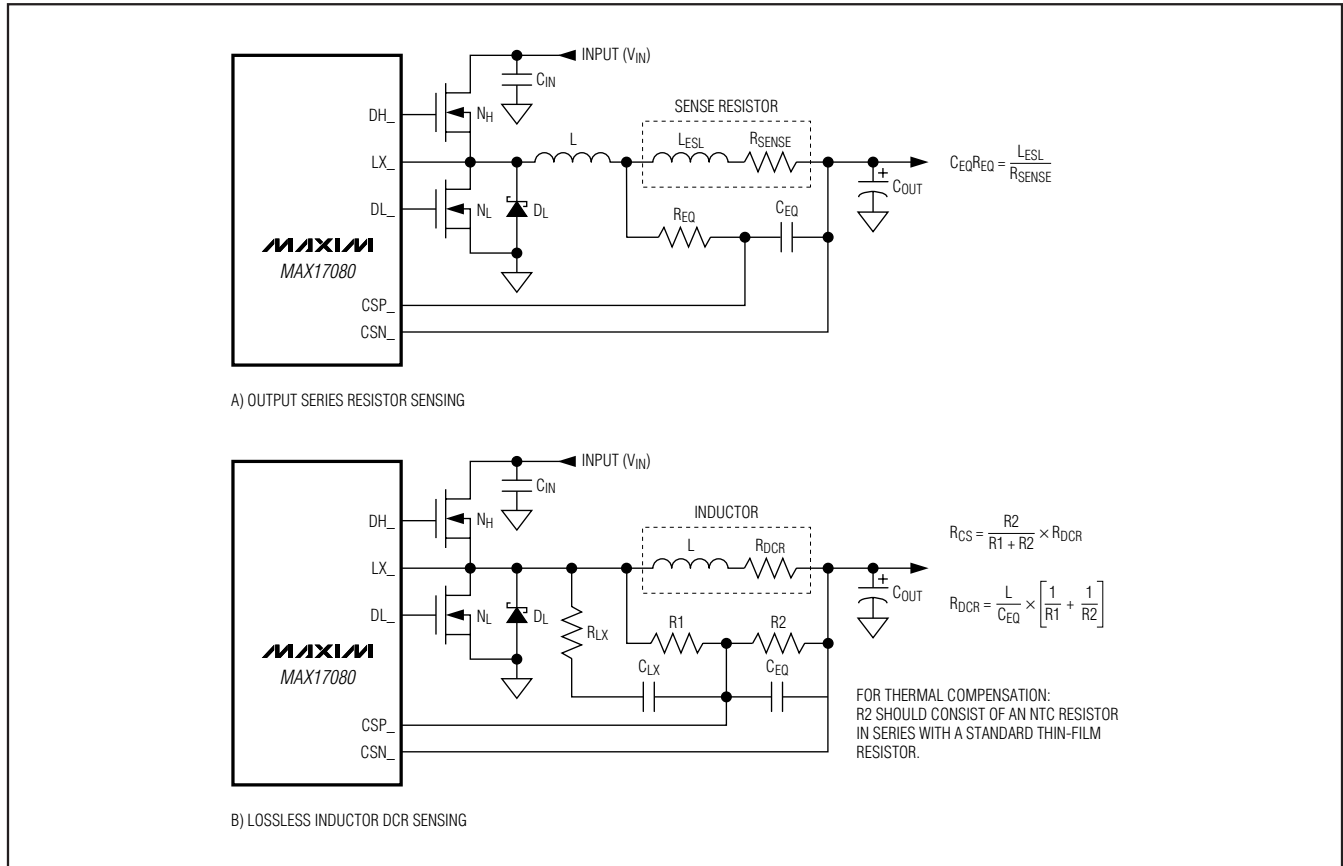 INPUT (VIN)
CIN
SENSE RESISTOR
DH_
NH
L
LESL
RSENSE
LX_
CEQREQ = LESL / RSENSE
+
COUT
DL_
NL
DL
REQ
CEQ
MAXIM
MAX17080
CSP_
CSN_
A) OUTPUT SERIES RESISTOR SENSING
INPUT (VIN)
CIN
INDUCTOR
DH_
NH
L
RDCR
RCS = R2 / R1 + R2 × RDCR
LX_
+
COUT
RDCR = L / CEQ × [1 / R1 + 1 / R2]
DL_
NL
DL
RLX
R1
R2
MAXIM
MAX17080
CLX
CEQ
FOR THERMAL COMPENSATION:
R2 SHOULD CONSIST OF AN NTC RESISTOR
IN SERIES WITH A STANDARD THIN-FILM
RESISTOR.
CSP_
CSN_
B) LOSSLESS INDUCTOR DCR SENSING